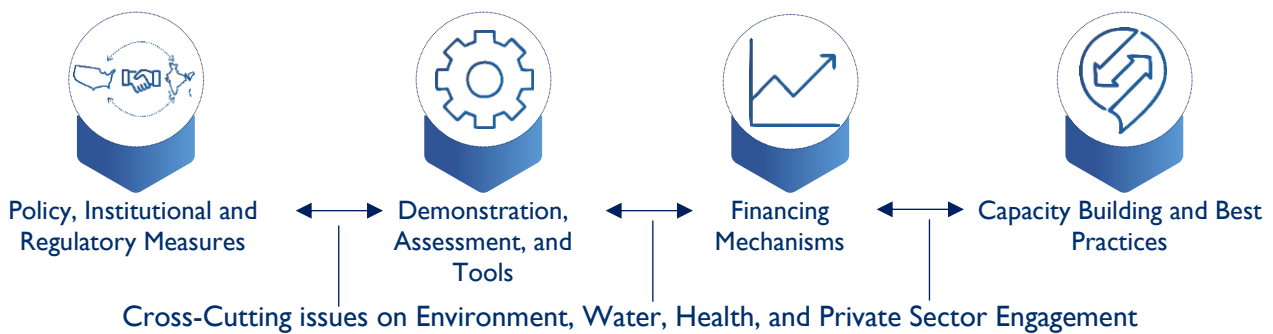 Policy, Institutional and
Regulatory Measures
Demonstration,
Assessment, and
Tools
Financing
Mechanisms
Capacity Building and Best
Practices
Cross-Cutting issues on Environment, Water, Health, and Private Sector Engagement